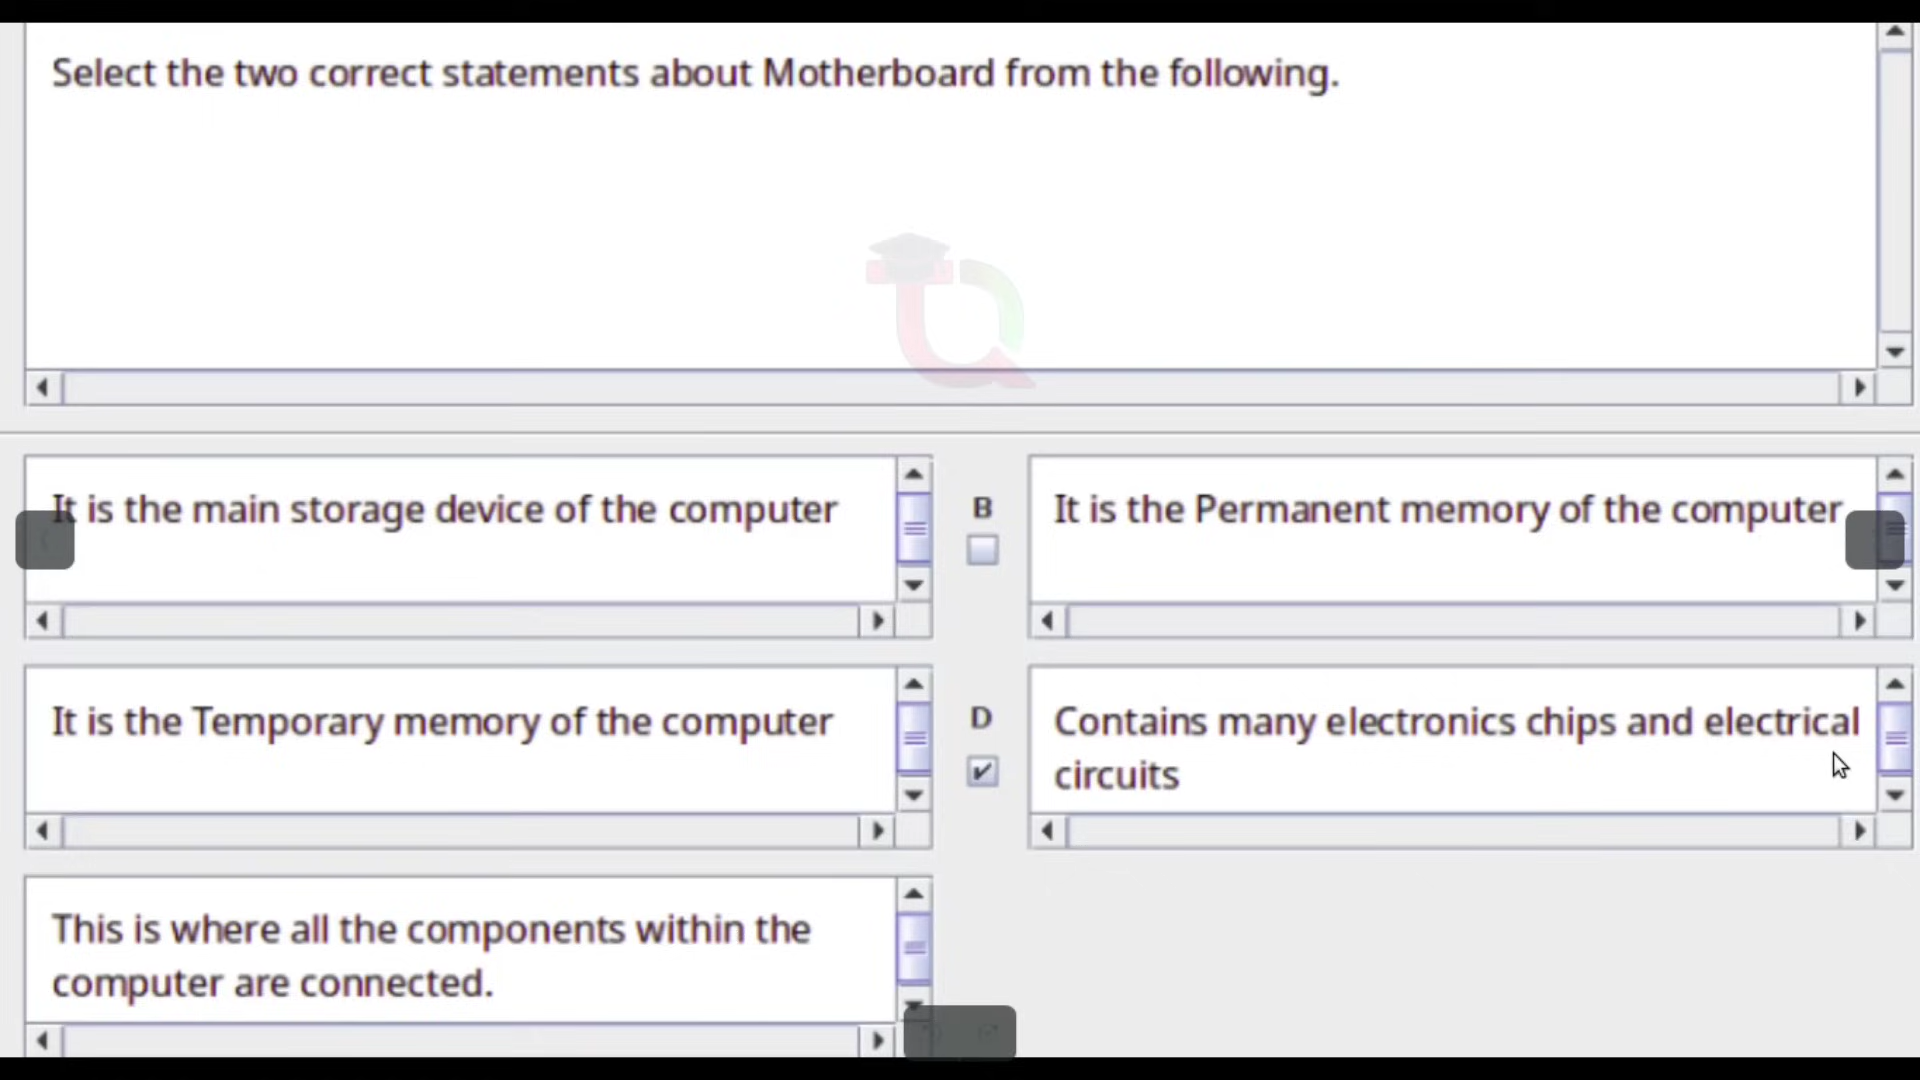 Select the two correct statements about Motherboard from the following.
It is the main storage device of the computer
B
It is the Permanent memory of the computer
It is the Temporary memory of the computer
D
Contains many electronics chips and electrical
circuits
This is where all the components within the
computer are connected.